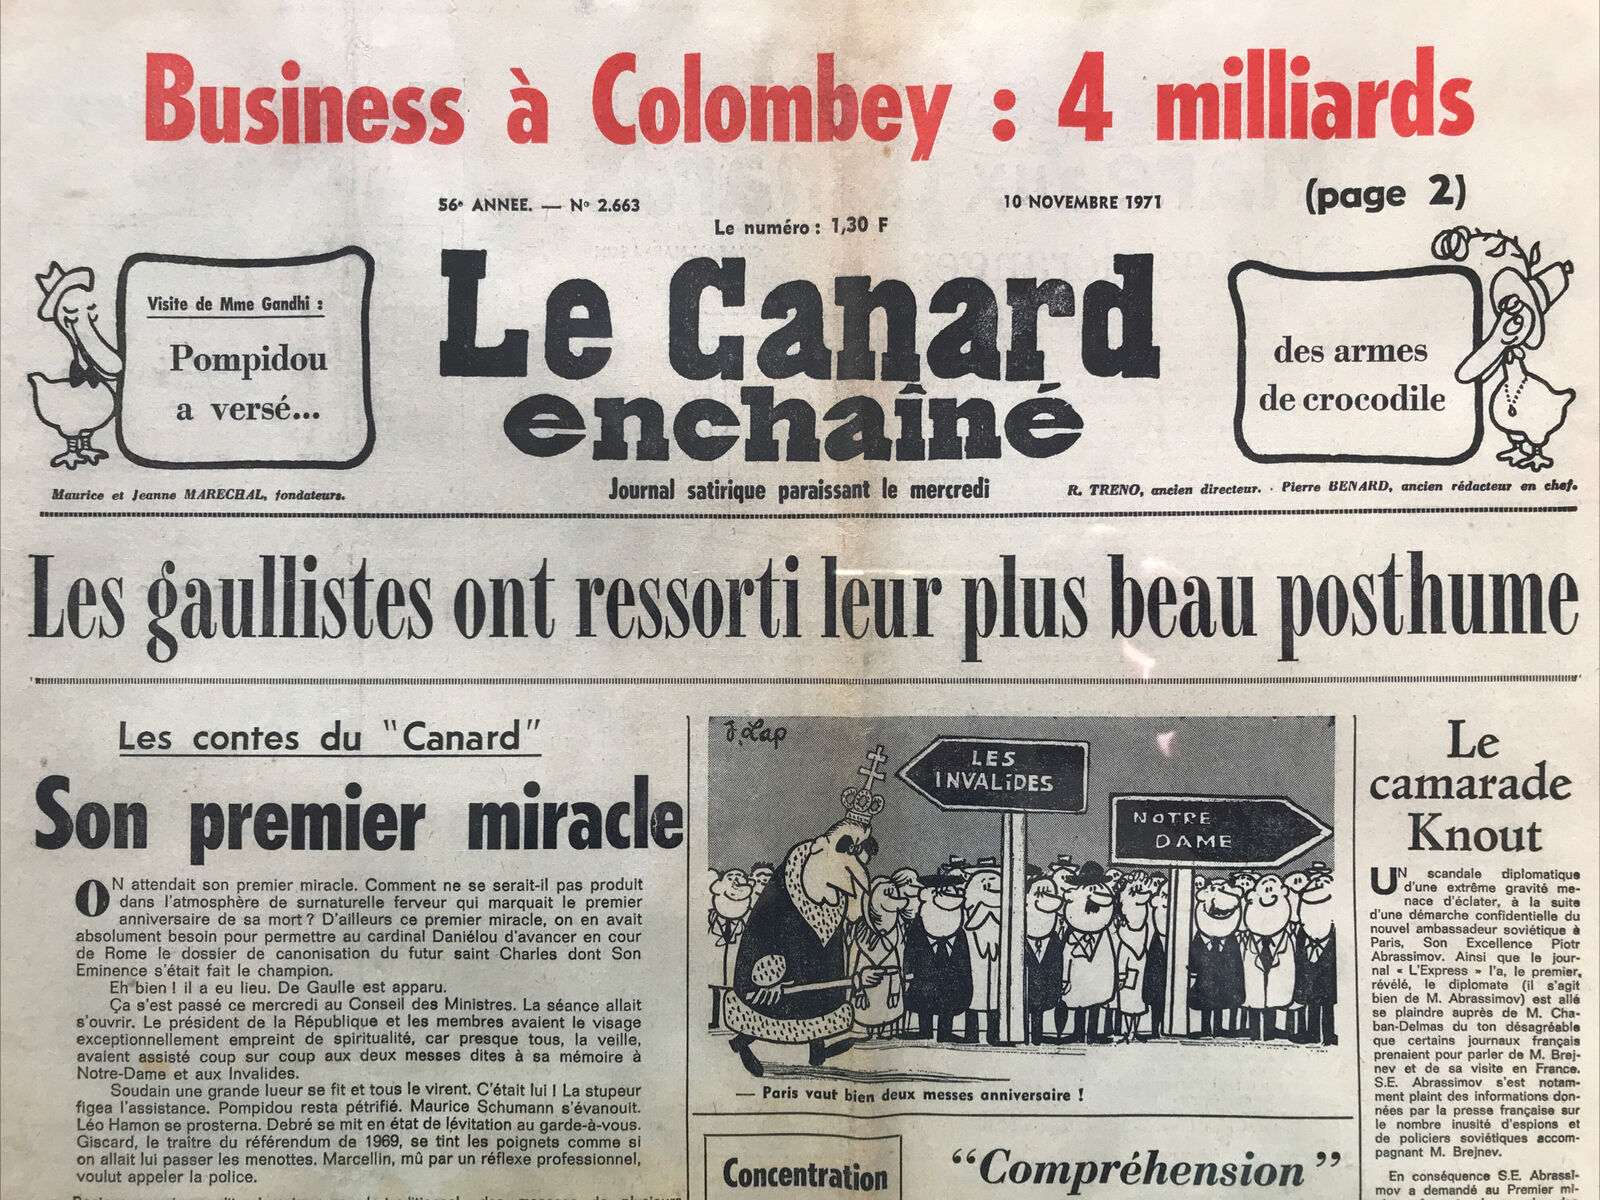 Business à Colombey : 4 milliards
(page 2)
56e ANNEE. — No 2.663
10 NOVEMBRE 1971
Le numéro : 1,30 F
Visite de Mme Gandhi :
Pompidou
a versé...
Le Canard
enchaîné
des armes
de crocodile
Maurice et Jeanne MARECHAL, fondateurs.
Journal satirique paraissant le mercredi
R. TRENO, ancien directeur. - Pierre BENARD, ancien rédacteur en chef.
Les gaullistes ont ressorti leur plus beau posthume
Les contes du "Canard"
Son premier miracle
ON attendait son premier miracle. Comment ne se serait-il pas produit
dans l'atmosphère de surnaturelle ferveur qui marquait le premier
anniversaire de sa mort ? D'ailleurs ce premier miracle, on en avait
absolument besoin pour permettre au cardinal Daniélou d'avancer en cour
de Rome le dossier de canonisation du futur saint Charles dont Son
Eminence s'était fait le champion.
Eh bien ! il a eu lieu. De Gaulle est apparu.
Ça s'est passé ce mercredi au Conseil des Ministres. La séance allait
s'ouvrir. Le président de la République et les membres avaient le visage
exceptionnellement empreint de spiritualité, car presque tous, la veille,
avaient assisté coup sur coup aux deux messes dites à sa mémoire à
Notre-Dame et aux Invalides.
Soudain une grande lueur se fit et tous le virent. C'était lui ! La stupeur
figea l'assistance. Pompidou resta pétrifié. Maurice Schumann s'évanouit.
Léo Hamon se prosterna. Debré se mit en état de lévitation au garde-à-vous.
Giscard, le traître du référendum de 1969, se tint les poignets comme si
on allait lui passer les menottes. Marcellin, mû par un réflexe professionnel,
voulut appeler la police.
J. Lap
LES
INVALiDES
NOTRE
DAME
— Paris vaut bien deux messes anniversaire !
Concentration
“Compréhension”
Le
camarade
Knout
UN scandale diplomatique
d'une extrême gravité me-
nace d'éclater, à la suite
d'une démarche confidentielle du
nouvel ambassadeur soviétique à
Paris, Son Excellence Piotr
Abrassimov. Ainsi que le jour-
nal « L'Express » l'a, le premier,
révélé, le diplomate (il s'agit
bien de M. Abrassimov) est allé
se plaindre auprès de M. Cha-
ban-Delmas du ton désagréable
que certains journaux français
prenaient pour parler de M. Brej-
nev et de sa visite en France.
S.E. Abrassimov s'est notam-
ment plaint des informations don-
nées par la presse française sur
le nombre inusité d'espions et
de policiers soviétiques accom-
pagnant M. Brejnev.
En conséquence S.E. Abrassi-
mov a demandé au Premier mi-